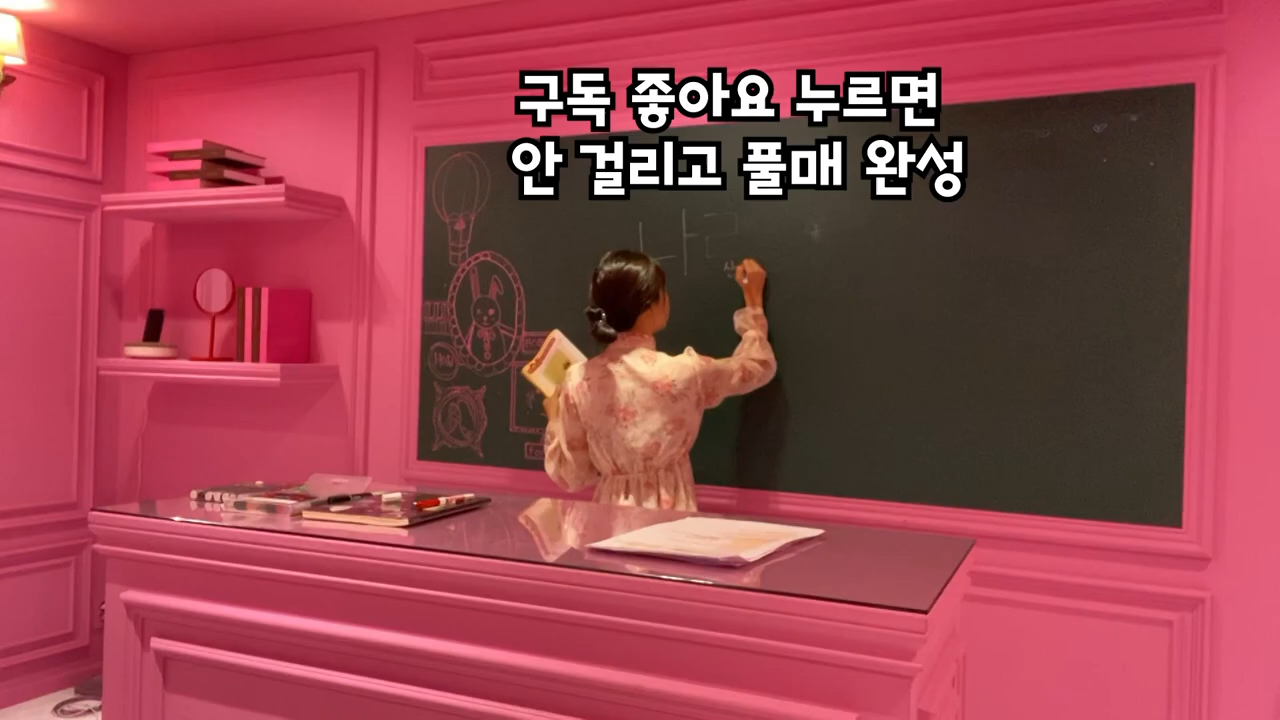 구독 좋아요 누르면
안 걸리고 풀매 완성